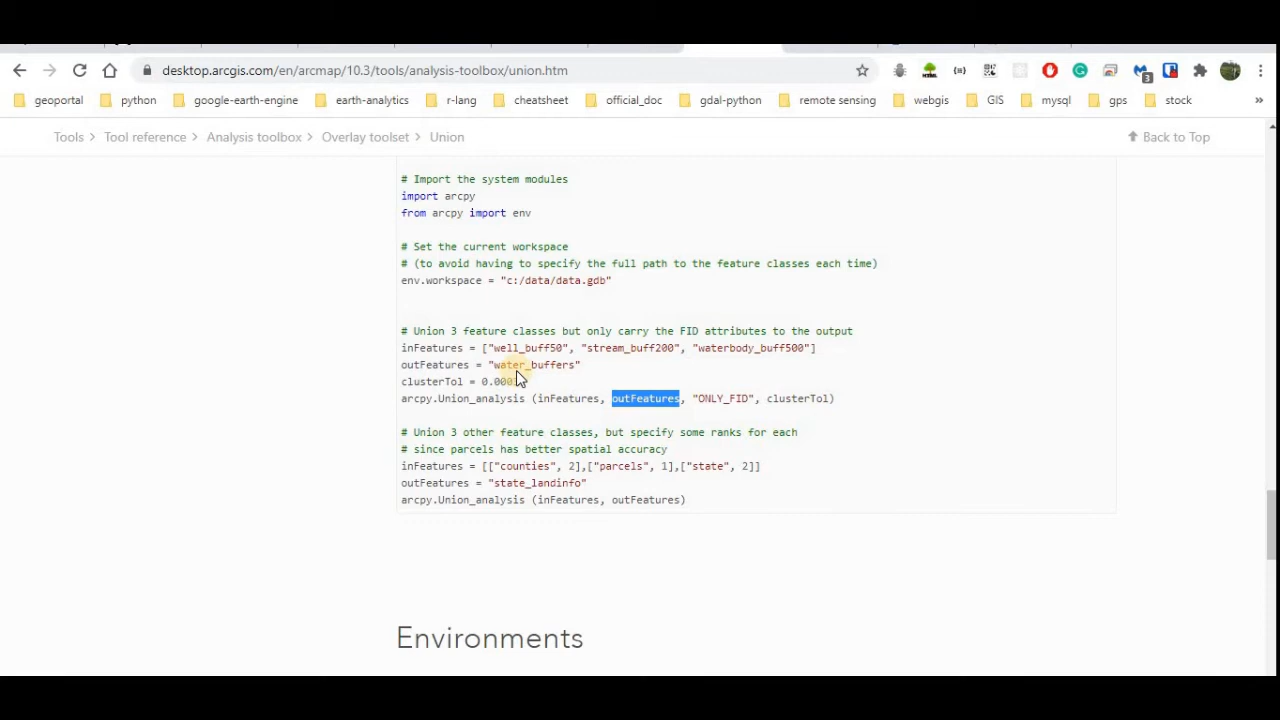 desktop.arcgis.com/en/arcmap/10.3/tools/analysis-toolbox/union.htm
3
geoportal python google-earth-engine earth-analytics r-lang cheatsheet official_doc gdal-python remote sensing webgis GIS mysql gps stock »
Tools > Tool reference > Analysis toolbox > Overlay toolset > Union Back to Top
# Import the system modules
import arcpy
from arcpy import env
# Set the current workspace
# (to avoid having to specify the full path to the feature classes each time)
env.workspace = "c:/data/data.gdb"
# Union 3 feature classes but only carry the FID attributes to the output
inFeatures = ["well_buff50", "stream_buff200", "waterbody_buff500"]
outFeatures = "water_buffers"
clusterTol =
arcpy.Union_analysis (inFeatures, outFeatures, "ONLY_FID", clusterTol)
# Union 3 other feature classes, but specify some ranks for each
# since parcels has better spatial accuracy
inFeatures = [["counties", 2],["parcels", 1],["state", 2]]
outFeatures = "state_landinfo"
arcpy.Union_analysis (inFeatures, outFeatures)
Environments